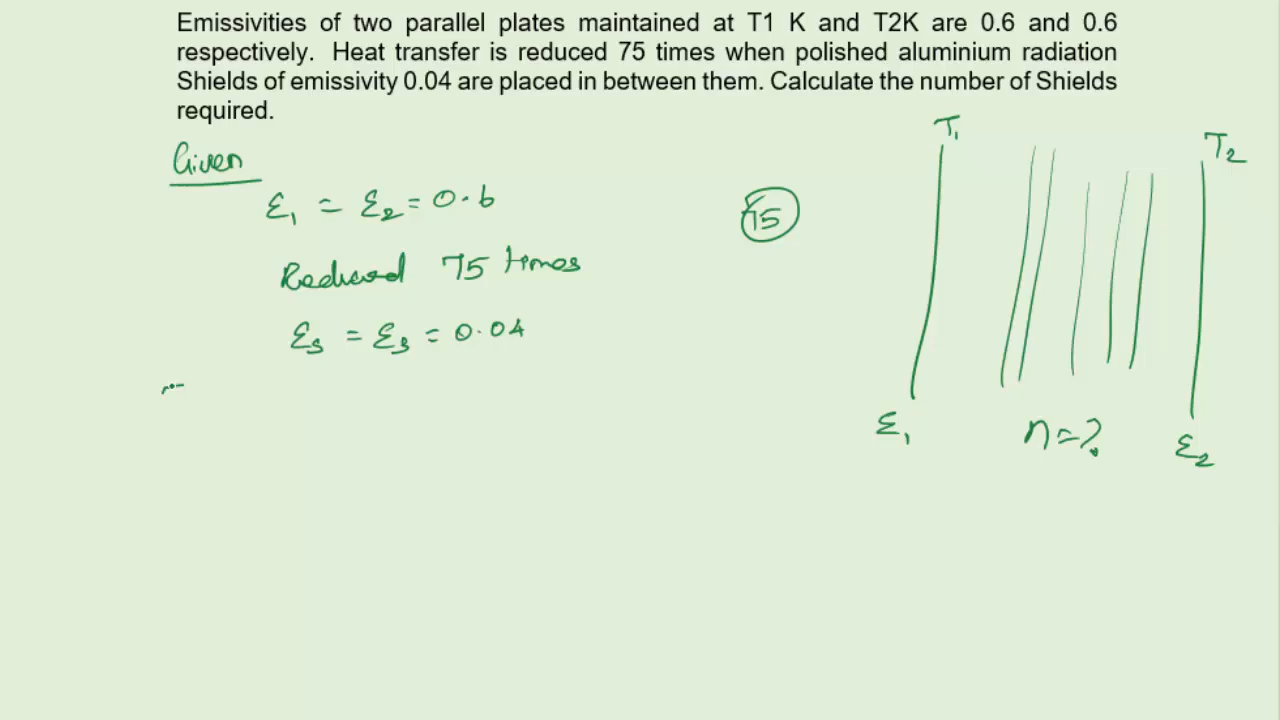 Emissivities of two parallel plates maintained at T1 K and T2K are 0.6 and 0.6
respectively. Heat transfer is reduced 75 times when polished aluminium radiation
Shields of emissivity 0.04 are placed in between them. Calculate the number of Shields
required.
Given
ε₁ = ε₂ = 0.6
Reduced 75 times
εs = ε₃ = 0.04
75
T₁
T₂
ε₁
n=?
ε₂